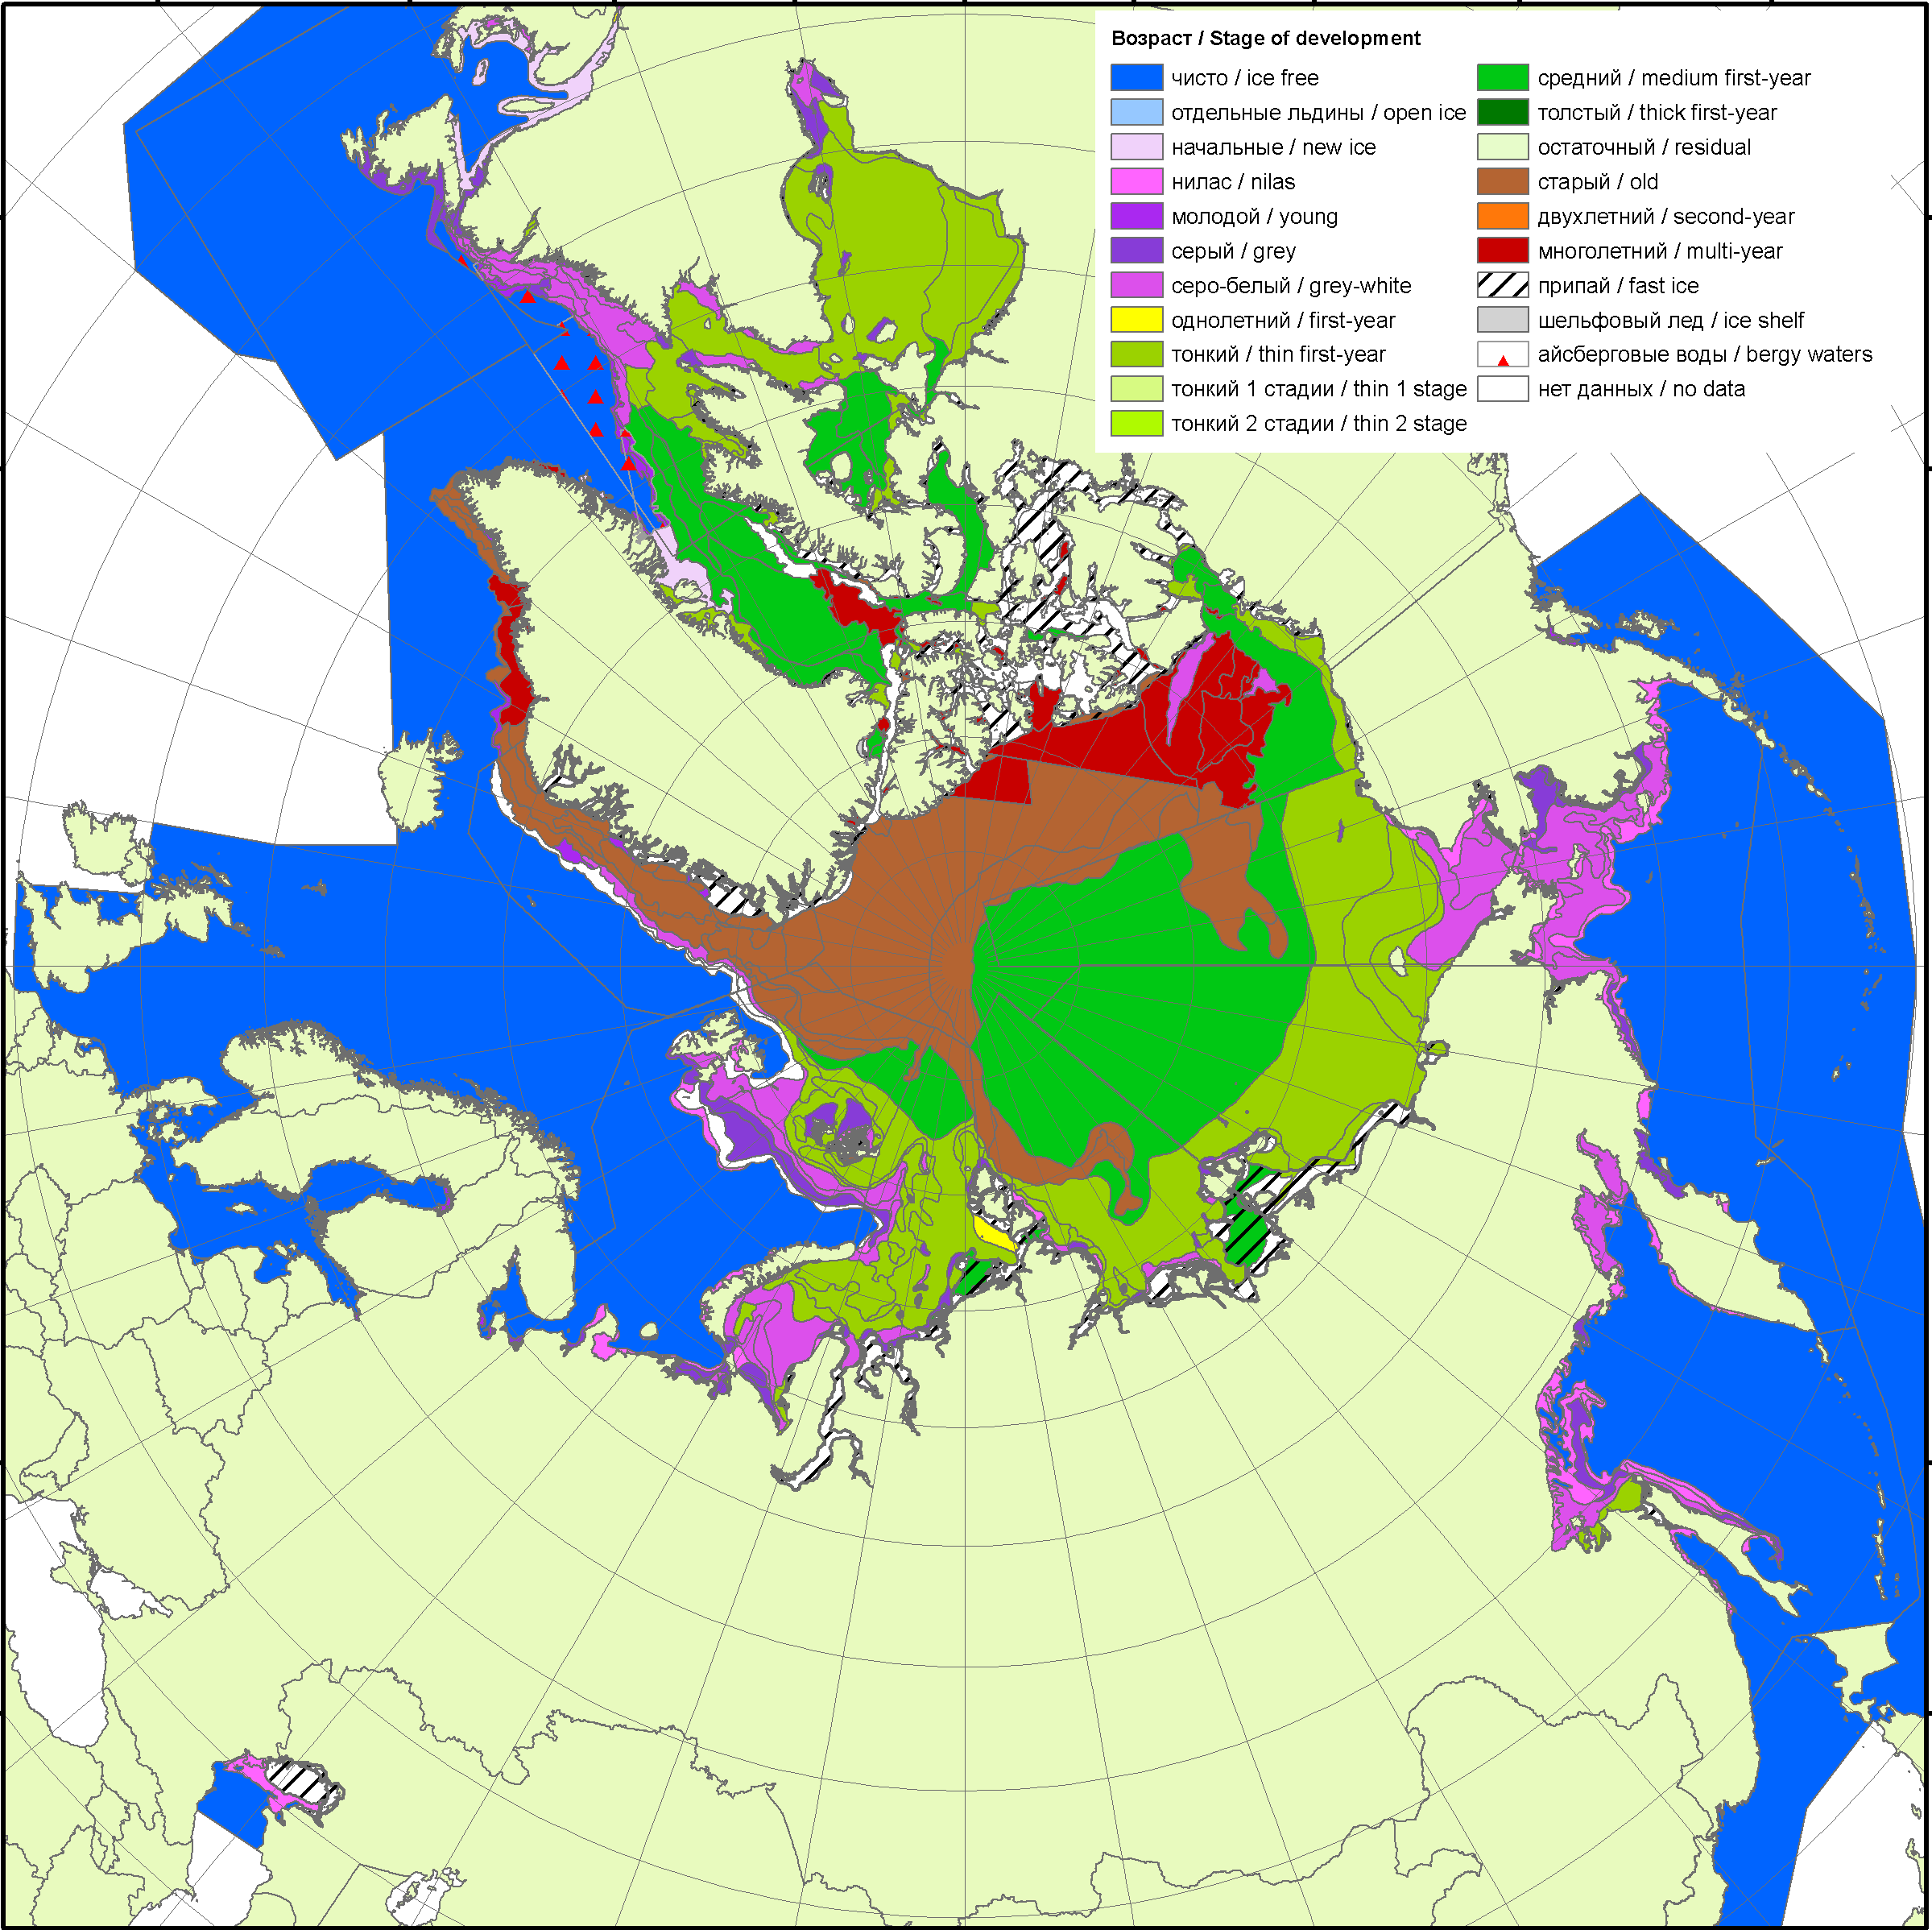 Возраст / Stage of development
чисто / ice free
отдельные льдины / open ice
начальные / new ice
нилас / nilas
молодой / young
серый / grey
серо-белый / grey-white
однолетний / first-year
тонкий / thin first-year
тонкий 1 стадии / thin 1 stage
тонкий 2 стадии / thin 2 stage
средний / medium first-year
толстый / thick first-year
остаточный / residual
старый / old
двухлетний / second-year
многолетний / multi-year
припай / fast ice
шельфовый лед / ice shelf
айсберговые воды / bergy waters
нет данных / no data